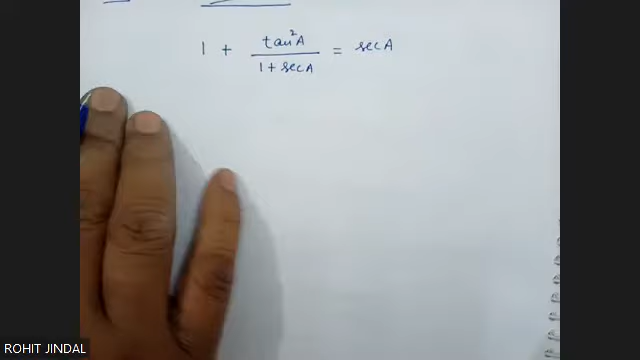 1 + tan²A / 1 + secA = secA
ROHIT JINDAL